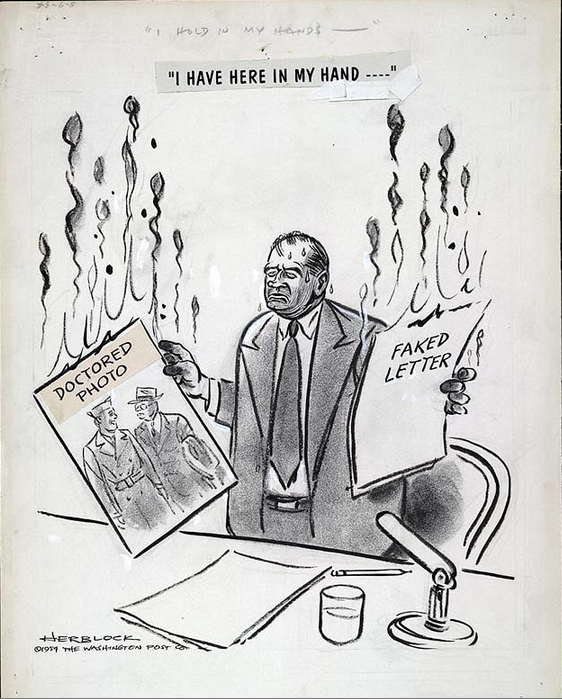 "I HOLD IN MY HANDS — "
"I HAVE HERE IN MY HAND ----"
DOCTORED
PHOTO
FAKED
LETTER
HERBLOCK
©1954 THE WASHINGTON POST CO.